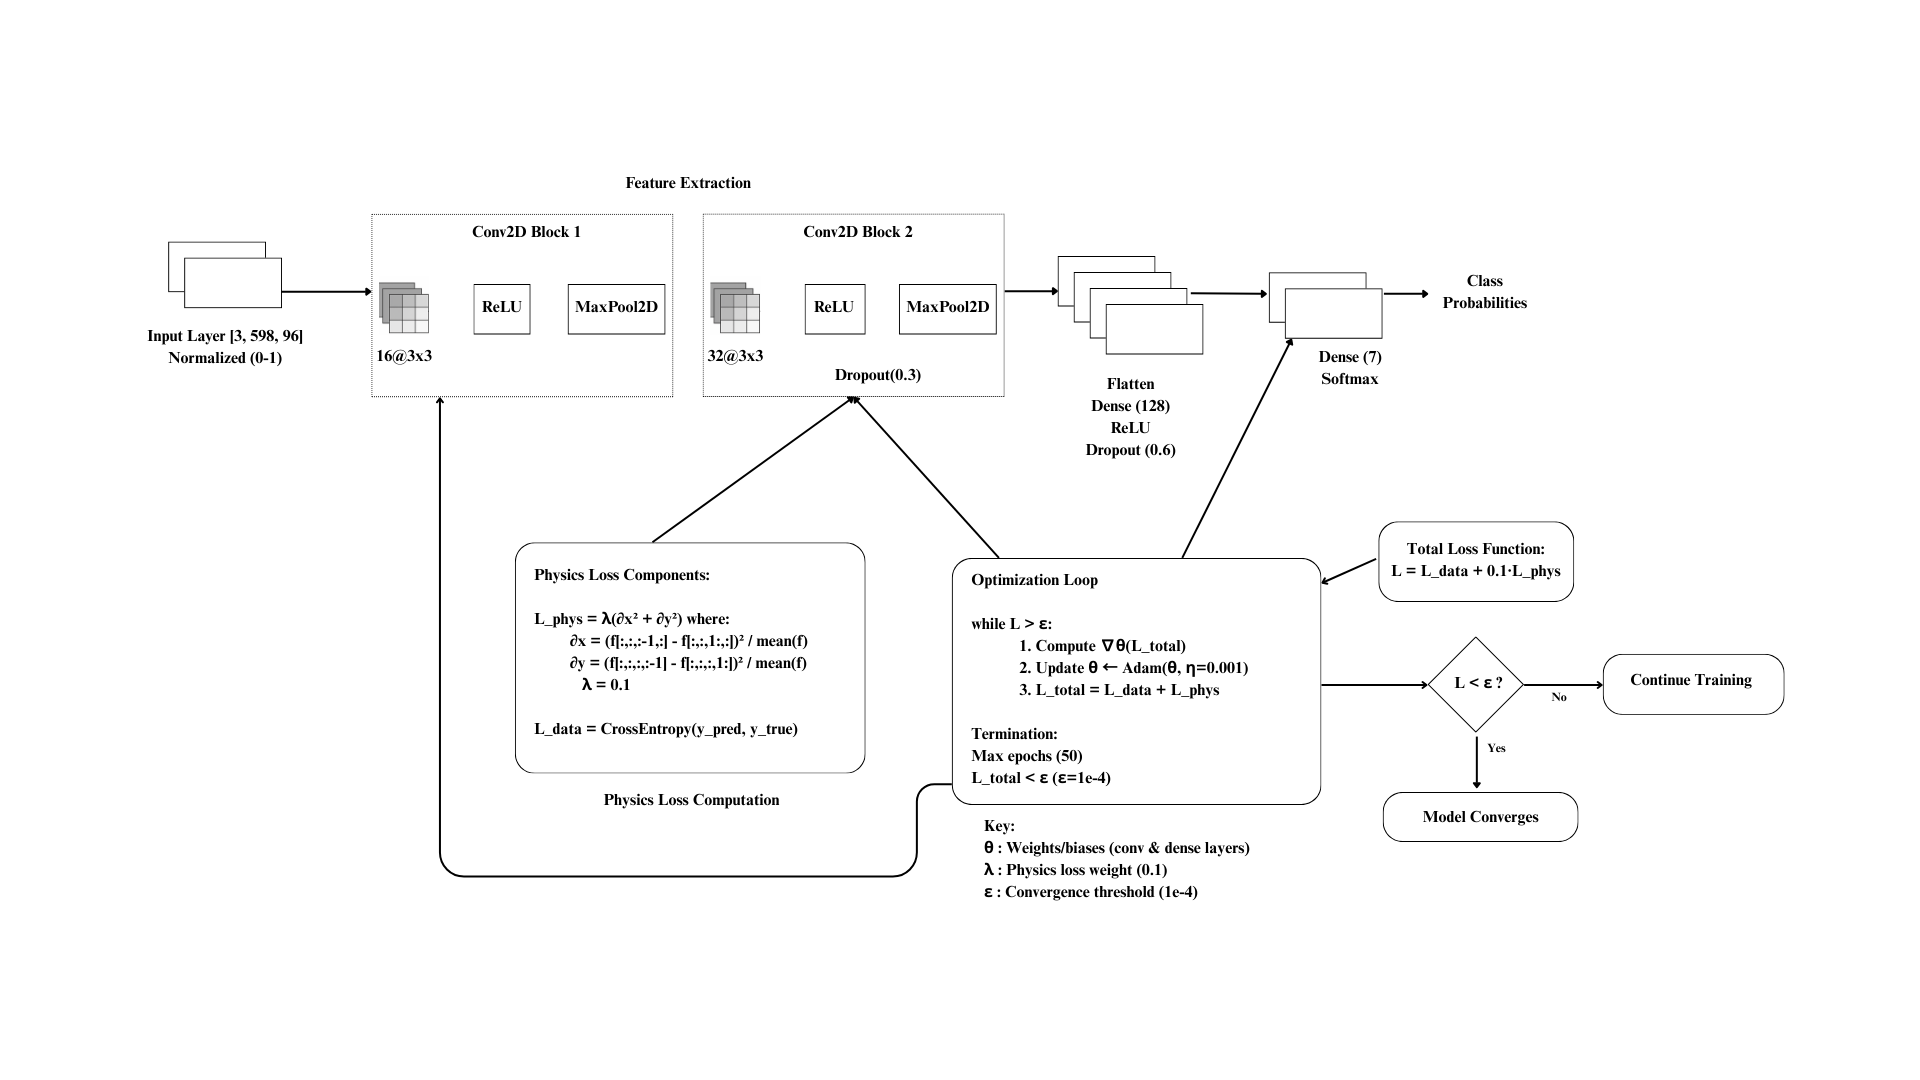 Feature Extraction
Conv2D Block 1
Conv2D Block 2
ReLU
MaxPool2D
ReLU
MaxPool2D
16@3x3
32@3x3
Dropout(0.3)
Input Layer [3, 598, 96]
Normalized (0-1)
Flatten
Dense (128)
ReLU
Dropout (0.6)
Dense (7)
Softmax
Class
Probabilities
Physics Loss Components:
L_phys = λ(∂x² + ∂y²) where:
∂x = (f[:,:,:-1,:] - f[:,:,1:,:])² / mean(f)
∂y = (f[:,:,:,:-1] - f[:,:,:,1:])² / mean(f)
λ = 0.1
L_data = CrossEntropy(y_pred, y_true)
Physics Loss Computation
Optimization Loop
while L > ε:
1. Compute ∇θ(L_total)
2. Update θ ← Adam(θ, η=0.001)
3. L_total = L_data + L_phys
Termination:
Max epochs (50)
L_total < ε (ε=1e-4)
Key:
θ : Weights/biases (conv & dense layers)
λ : Physics loss weight (0.1)
ε : Convergence threshold (1e-4)
Total Loss Function:
L = L_data + 0.1·L_phys
L < ε ?
No
Continue Training
Yes
Model Converges